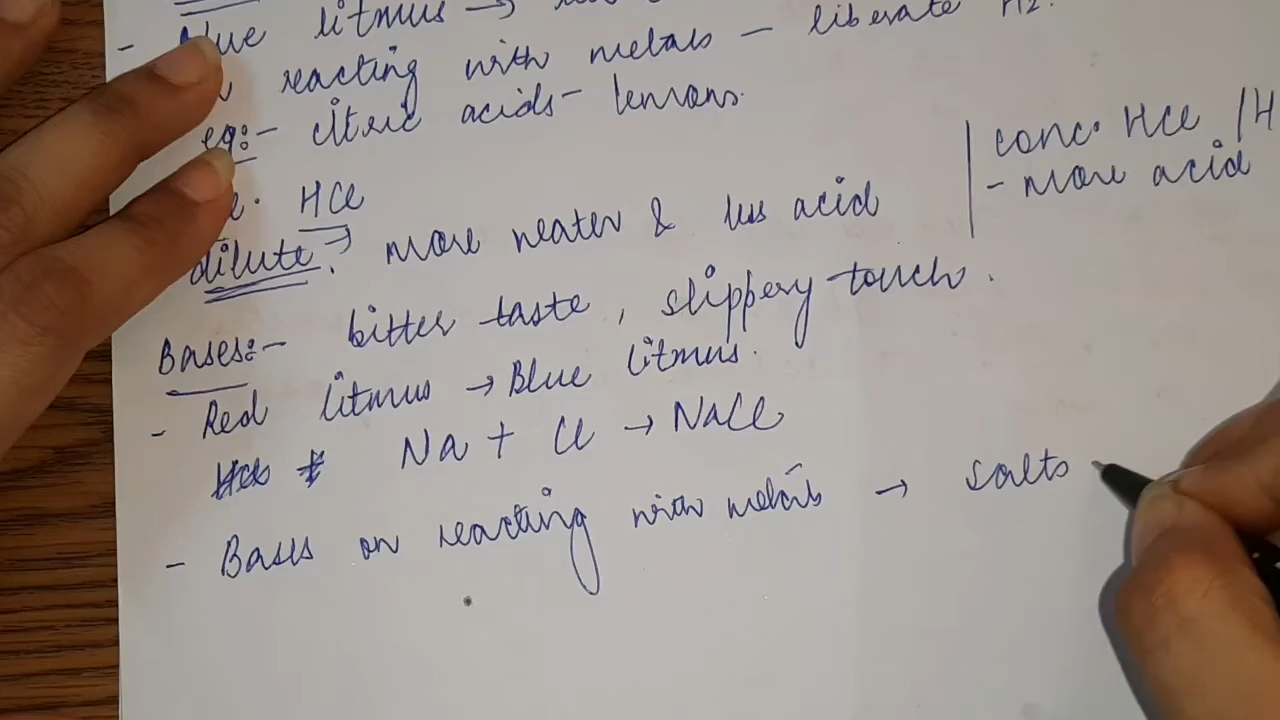 - Blue litmus →
reacting with metals - liberate H2.
eg:- citric acids - lemons.
HCl
dilute → more water & less acid
conc. HCl / H
- more acid
Bases:- bitter taste, slippery touch.
- Red litmus → Blue litmus.
Na + Cl → NaCl
- Bases on reacting with metals → salts